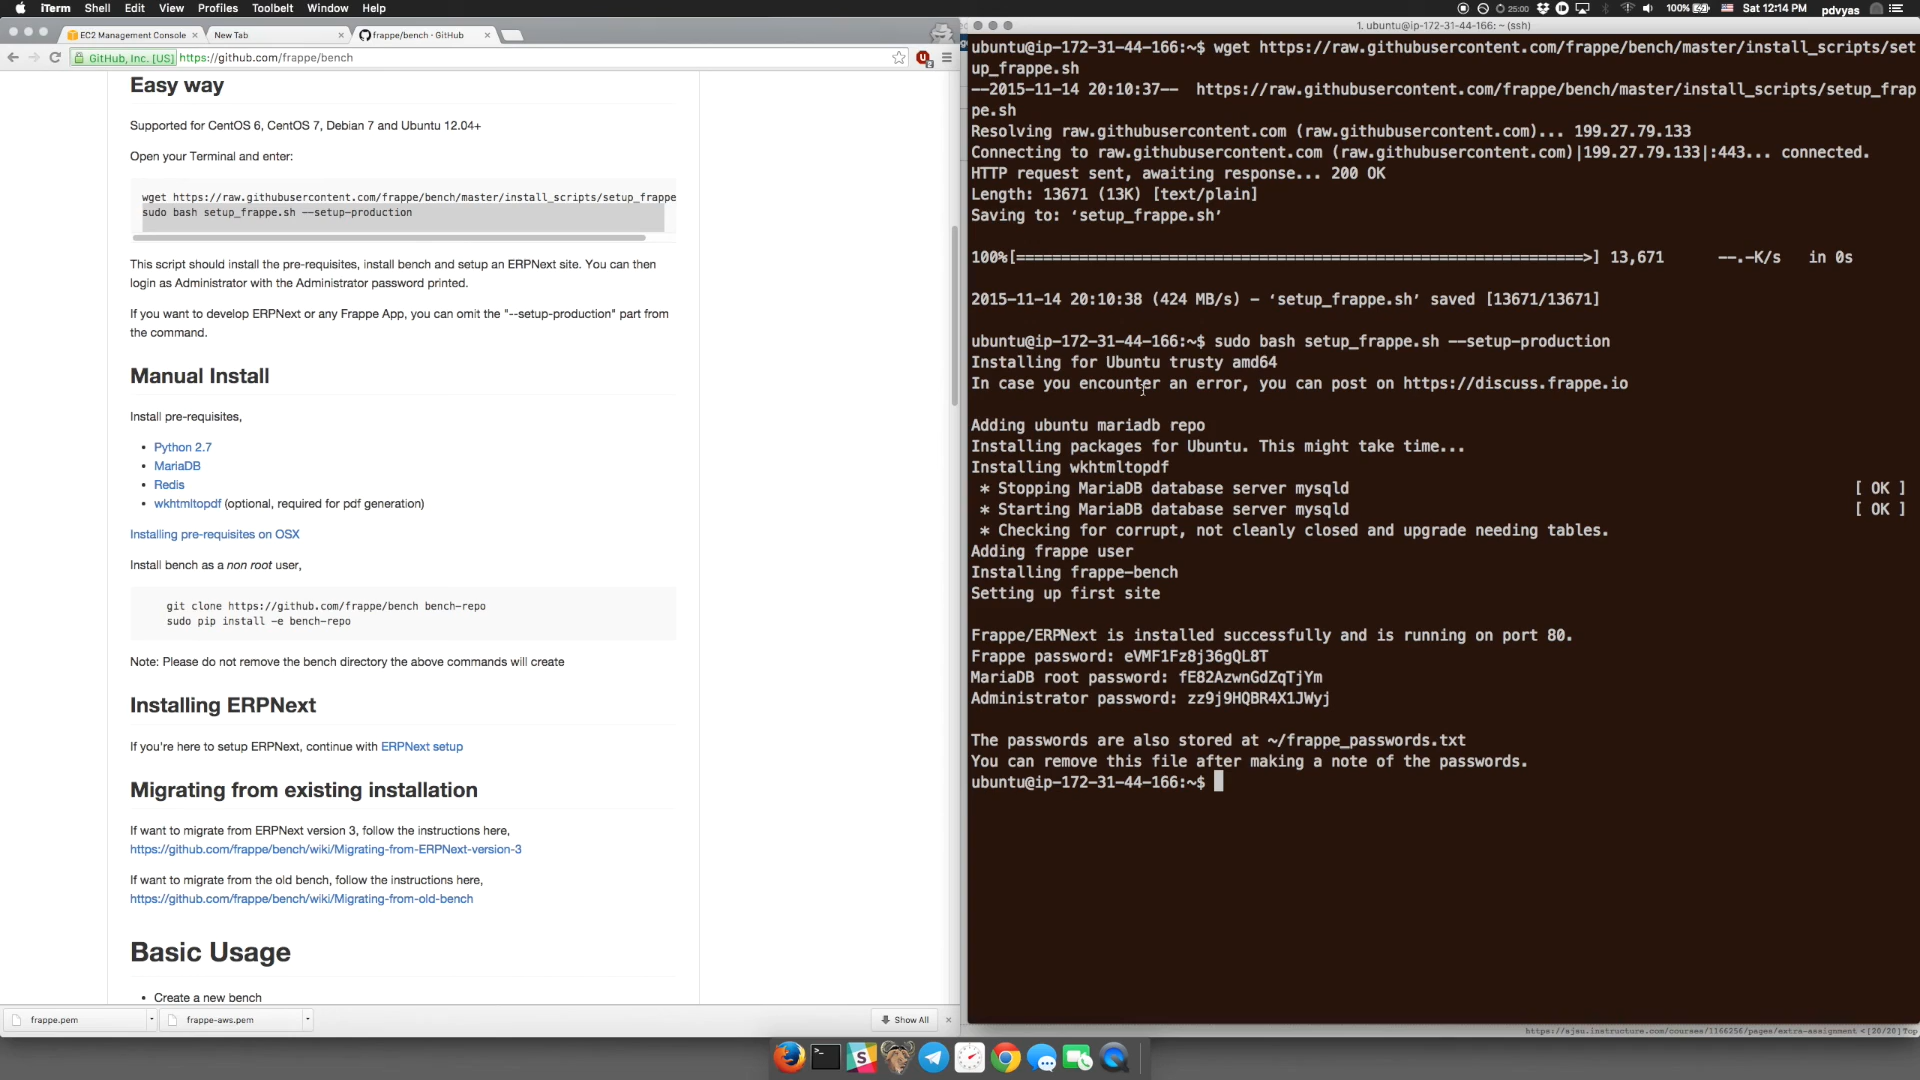 iTerm Shell Edit View Profiles Toolbelt Window Help
25:00 100% Sat 12:14 PM pdvyas
EC2 Management Console
New Tab
frappe/bench - GitHub
GitHub, Inc. [US] https://github.com/frappe/bench
Easy way
Supported for CentOS 6, CentOS 7, Debian 7 and Ubuntu 12.04+
Open your Terminal and enter:
wget https://raw.githubusercontent.com/frappe/bench/master/install_scripts/setup_frappe
sudo bash setup_frappe.sh --setup-production
This script should install the pre-requisites, install bench and setup an ERPNext site. You can then
login as Administrator with the Administrator password printed.
If you want to develop ERPNext or any Frappe App, you can omit the "--setup-production" part from
the command.
Manual Install
Install pre-requisites,
• Python 2.7
• MariaDB
• Redis
• wkhtmltopdf (optional, required for pdf generation)
Installing pre-requisites on OSX
Install bench as a non root user,
git clone https://github.com/frappe/bench bench-repo
sudo pip install -e bench-repo
Note: Please do not remove the bench directory the above commands will create
Installing ERPNext
If you're here to setup ERPNext, continue with ERPNext setup
Migrating from existing installation
If want to migrate from ERPNext version 3, follow the instructions here,
https://github.com/frappe/bench/wiki/Migrating-from-ERPNext-version-3
If want to migrate from the old bench, follow the instructions here,
https://github.com/frappe/bench/wiki/Migrating-from-old-bench
Basic Usage
• Create a new bench
frappe.pem
frappe-aws.pem
Show All
1. ubuntu@ip-172-31-44-166: ~ (ssh)
ubuntu@ip-172-31-44-166:~$ wget https://raw.githubusercontent.com/frappe/bench/master/install_scripts/set
up_frappe.sh
--2015-11-14 20:10:37-- https://raw.githubusercontent.com/frappe/bench/master/install_scripts/setup_frap
pe.sh
Resolving raw.githubusercontent.com (raw.githubusercontent.com)... 199.27.79.133
Connecting to raw.githubusercontent.com (raw.githubusercontent.com)|199.27.79.133|:443... connected.
HTTP request sent, awaiting response... 200 OK
Length: 13671 (13K) [text/plain]
Saving to: ‘setup_frappe.sh’
100%[===============================================================>] 13,671 --.-K/s in 0s
2015-11-14 20:10:38 (424 MB/s) - ‘setup_frappe.sh’ saved [13671/13671]
ubuntu@ip-172-31-44-166:~$ sudo bash setup_frappe.sh --setup-production
Installing for Ubuntu trusty amd64
In case you encounter an error, you can post on https://discuss.frappe.io
Adding ubuntu mariadb repo
Installing packages for Ubuntu. This might take time...
Installing wkhtmltopdf
* Stopping MariaDB database server mysqld [ OK ]
* Starting MariaDB database server mysqld [ OK ]
* Checking for corrupt, not cleanly closed and upgrade needing tables.
Adding frappe user
Installing frappe-bench
Setting up first site
Frappe/ERPNext is installed successfully and is running on port 80.
Frappe password: eVMF1Fz8j36gQL8T
MariaDB root password: fE82AzwnGdZqTjYm
Administrator password: zz9j9HQBR4X1JWyj
The passwords are also stored at ~/frappe_passwords.txt
You can remove this file after making a note of the passwords.
ubuntu@ip-172-31-44-166:~$